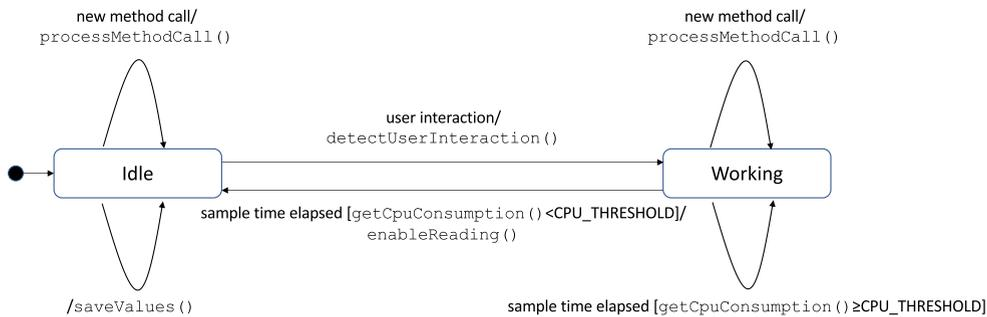 new method call/
processMethodCall()
new method call/
processMethodCall()
user interaction/
detectUserInteraction()
Idle
Working
sample time elapsed [getCpuConsumption()<CPU_THRESHOLD]/
enableReading()
/saveValues()
sample time elapsed [getCpuConsumption()≥CPU_THRESHOLD]